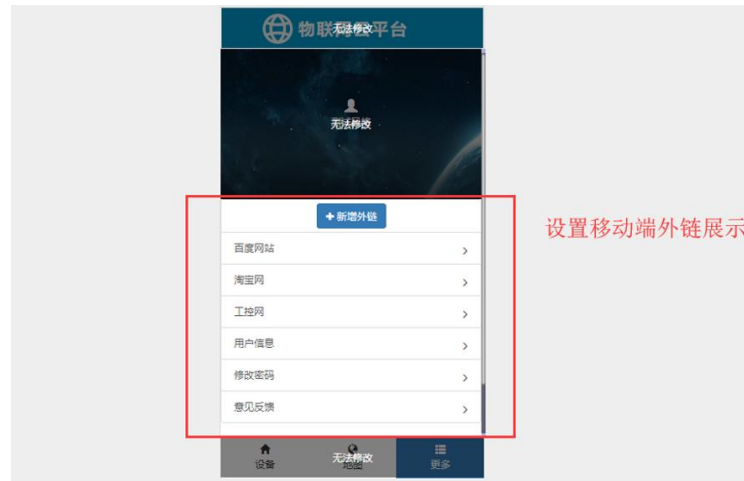 物联网云平台
无法修改
无法修改
+ 新增外链
设置移动端外链展示
百度网站
淘宝网
工控网
用户信息
修改密码
意见反馈
设备
地图
无法修改
更多